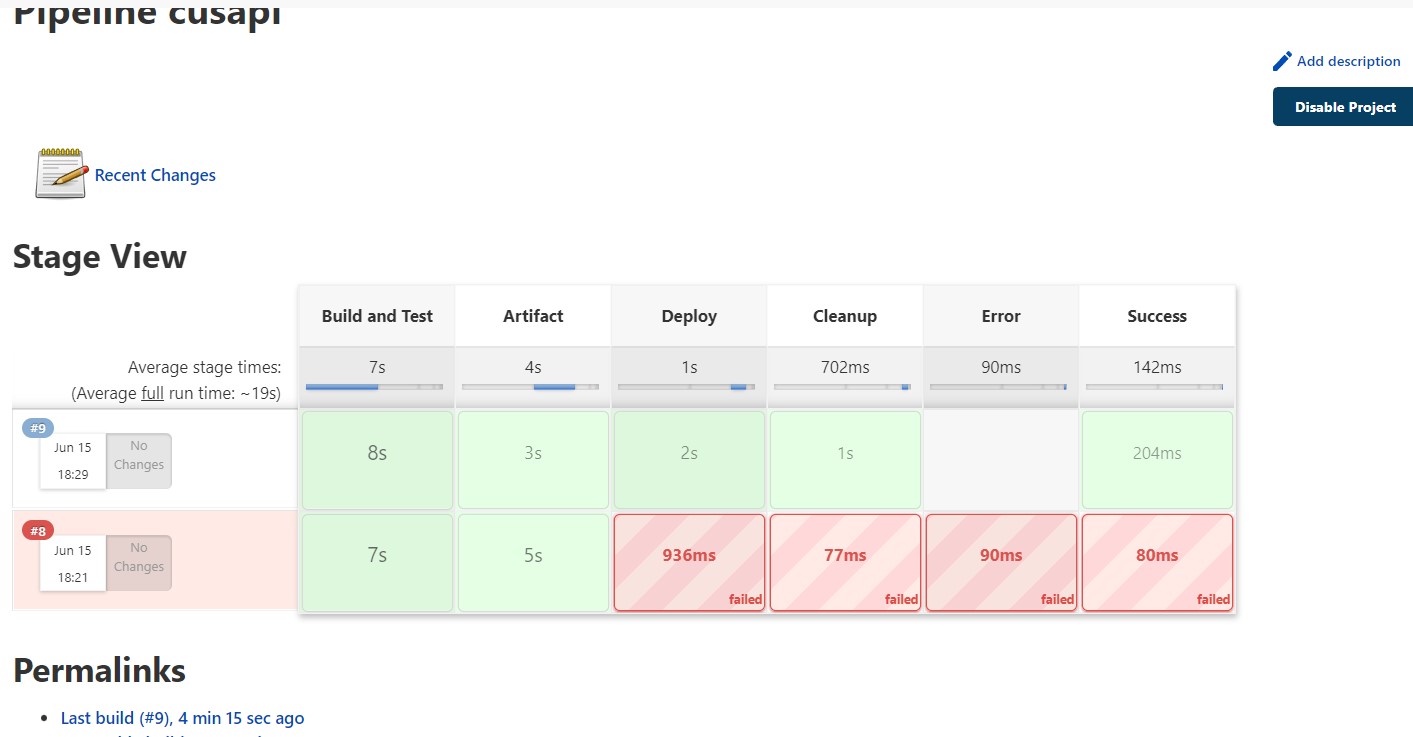 Pipeline cusapi
Add description
Disable Project
Recent Changes
Stage View
Build and Test
Artifact
Deploy
Cleanup
Error
Success
Average stage times:
(Average full run time: ~19s)
7s
4s
1s
702ms
90ms
142ms
#9
Jun 15
18:29
No
Changes
8s
3s
2s
1s
204ms
#8
Jun 15
18:21
No
Changes
7s
5s
936ms
failed
77ms
failed
90ms
failed
80ms
failed
Permalinks
Last build (#9), 4 min 15 sec ago